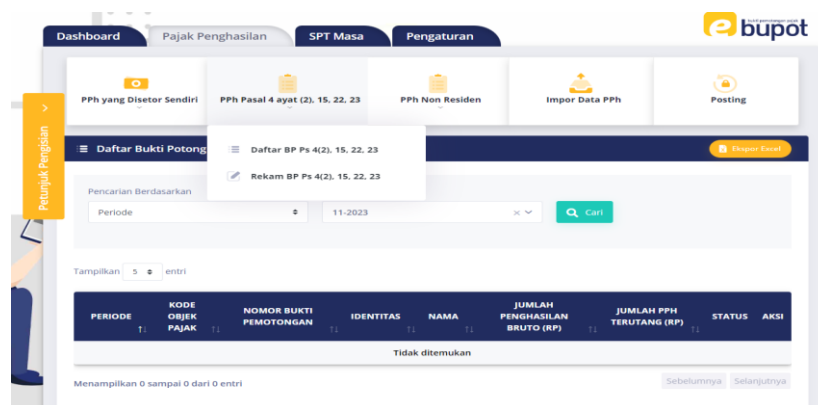 bukti pemotongan pajak
e bupot
Dashboard Pajak Penghasilan SPT Masa Pengaturan
PPh yang Disetor Sendiri PPh Pasal 4 ayat (2), 15, 22, 23 PPh Non Residen Impor Data PPh Posting
Petunjuk Pengisian
Daftar Bukti Potong
Ekspor Excel
Daftar BP Ps 4(2), 15, 22, 23
Rekam BP Ps 4(2), 15, 22, 23
Pencarian Berdasarkan
Periode 11-2023 Cari
Tampilkan 5 entri
PERIODE KODE OBJEK PAJAK NOMOR BUKTI PEMOTONGAN IDENTITAS NAMA JUMLAH PENGHASILAN BRUTO (RP) JUMLAH PPH TERUTANG (RP) STATUS AKSI
Tidak ditemukan
Menampilkan 0 sampai 0 dari 0 entri
Sebelumnya Selanjutnya